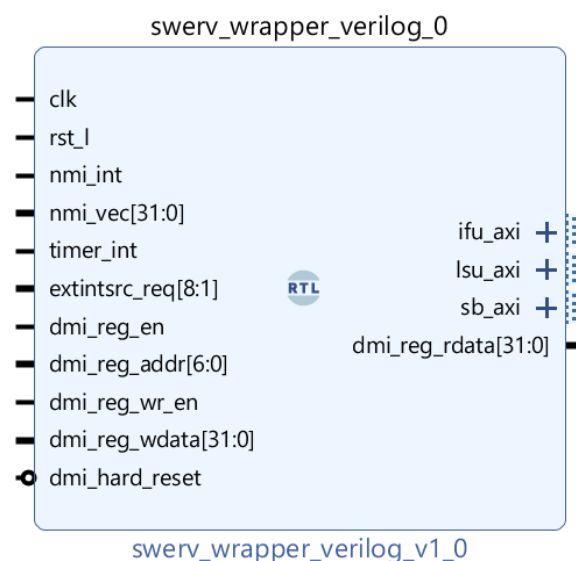 swerv_wrapper_verilog_0
clk
rst_l
nmi_int
nmi_vec[31:0]
timer_int
extintsrc_req[8:1]
dmi_reg_en
dmi_reg_addr[6:0]
dmi_reg_wr_en
dmi_reg_wdata[31:0]
dmi_hard_reset
RTL
ifu_axi
lsu_axi
sb_axi
dmi_reg_rdata[31:0]
swerv_wrapper_verilog_v1_0